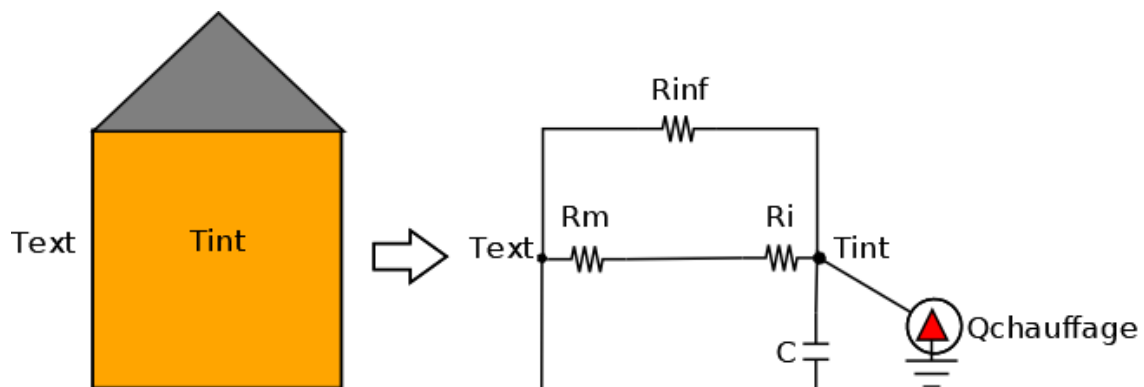 Text
Tint
Rinf
Rm
Ri
Text
Tint
C
Qchauffage